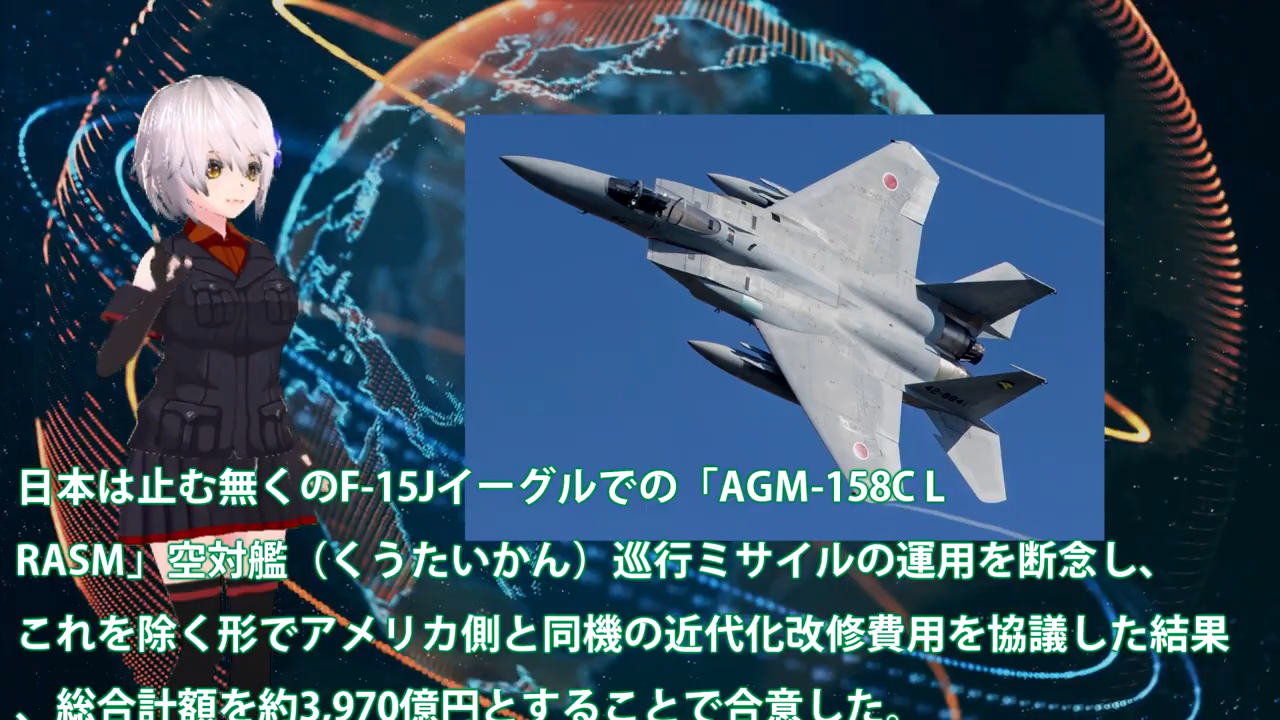 日本は止む無くのF-15Jイーグルでの「AGM-158C L
RASM」空対艦（くうたいかん）巡行ミサイルの運用を断念し、
これを除く形でアメリカ側と同機の近代化改修費用を協議した結果
、総合計額を約3,970億円とすることで合意した。